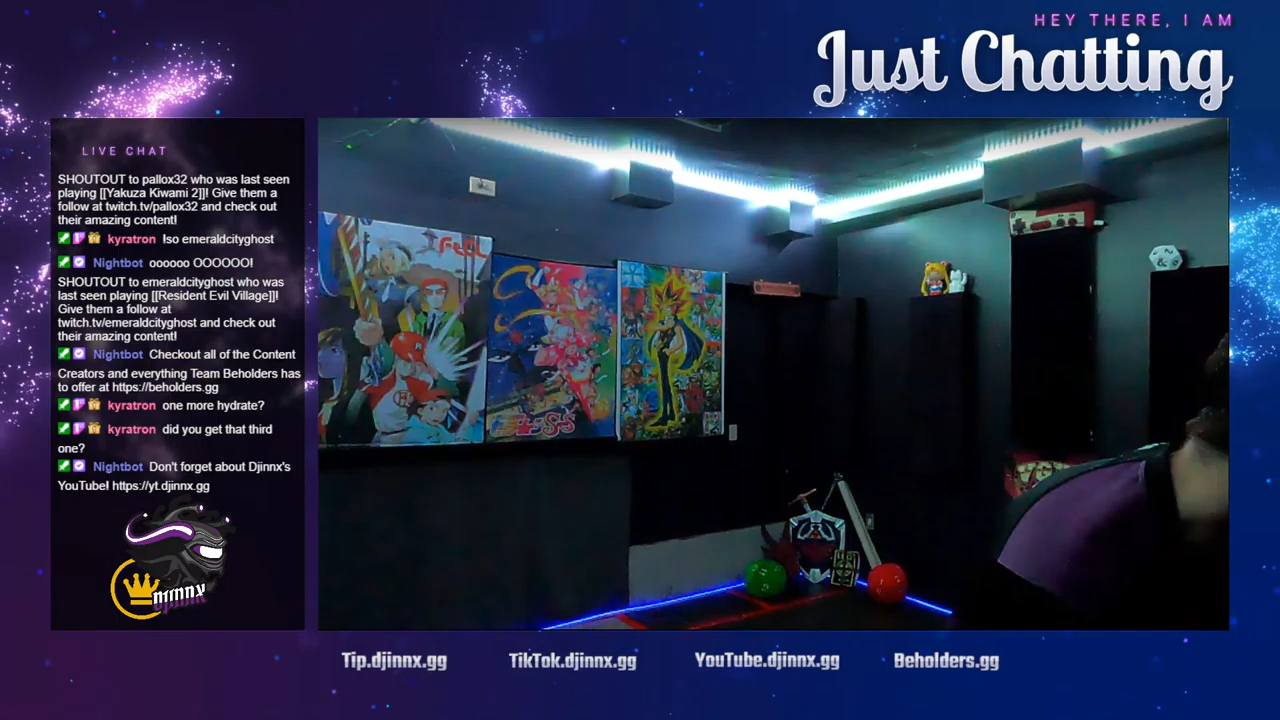 HEY THERE, I AM
Just Chatting
LIVE CHAT
SHOUTOUT to pallox32 who was last seen
playing [[Yakuza Kiwami 2]]! Give them a
follow at twitch.tv/pallox32 and check out
their amazing content!
kyratron !so emeraldcityghost
Nightbot oooooo OOOOOO!
SHOUTOUT to emeraldcityghost who was
last seen playing [[Resident Evil Village]]!
Give them a follow at
twitch.tv/emeraldcityghost and check out
their amazing content!
Nightbot Checkout all of the Content
Creators and everything Team Beholders has
to offer at https://beholders.gg
kyratron one more hydrate?
kyratron did you get that third
one?
Nightbot Don't forget about Djinnx's
YouTube! https://yt.djinnx.gg
DJINNX
FLCL
Tip.djinnx.gg
TikTok.djinnx.gg
YouTube.djinnx.gg
Beholders.gg